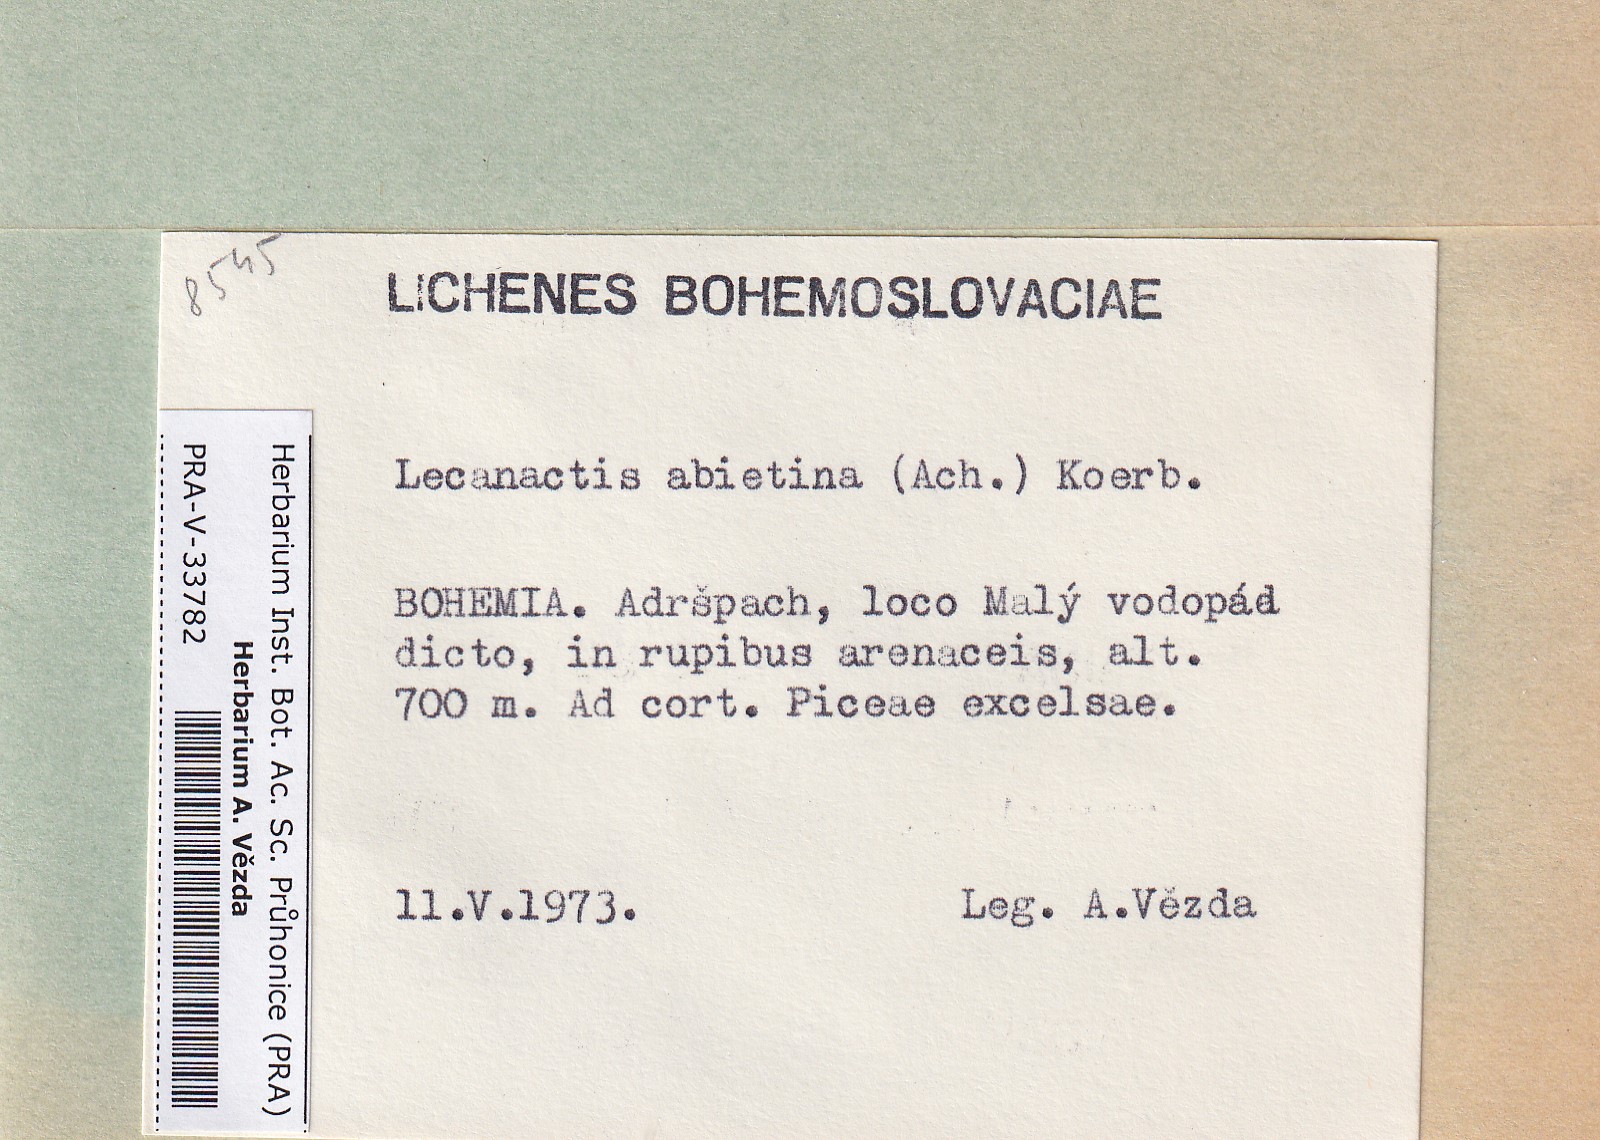 8545
LICHENES BOHEMOSLOVACIAE
Lecanactis abietina (Ach.) Koerb.
BOHEMIA. Adršpach, loco Malý vodopád
dicto, in rupibus arenaceis, alt.
700 m. Ad cort. Piceae excelsae.
11.V.1973.
Leg. A.Vězda
Herbarium Inst. Bot. Ac. Sc. Průhonice (PRA)
Herbarium A. Vězda
PRA-V-33782